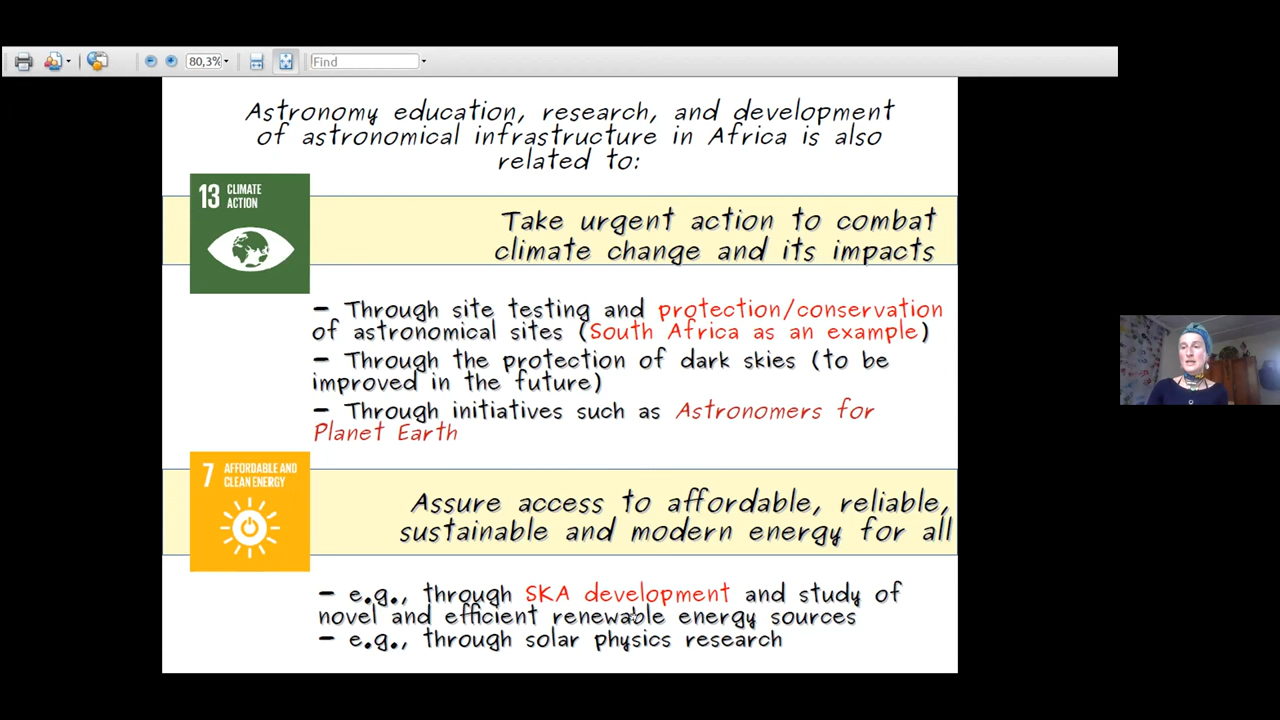 80,3%
Find
Astronomy education, research, and development
of astronomical infrastructure in Africa is also
related to:
13 CLIMATE
ACTION
Take urgent action to combat
climate change and its impacts
– Through site testing and protection/conservation
of astronomical sites (South Africa as an example)
– Through the protection of dark skies (to be
improved in the future)
– Through initiatives such as Astronomers for
Planet Earth
7 AFFORDABLE AND
CLEAN ENERGY
Assure access to affordable, reliable,
sustainable and modern energy for all
– e.g., through SKA development and study of
novel and efficient renewable energy sources
– e.g., through solar physics research